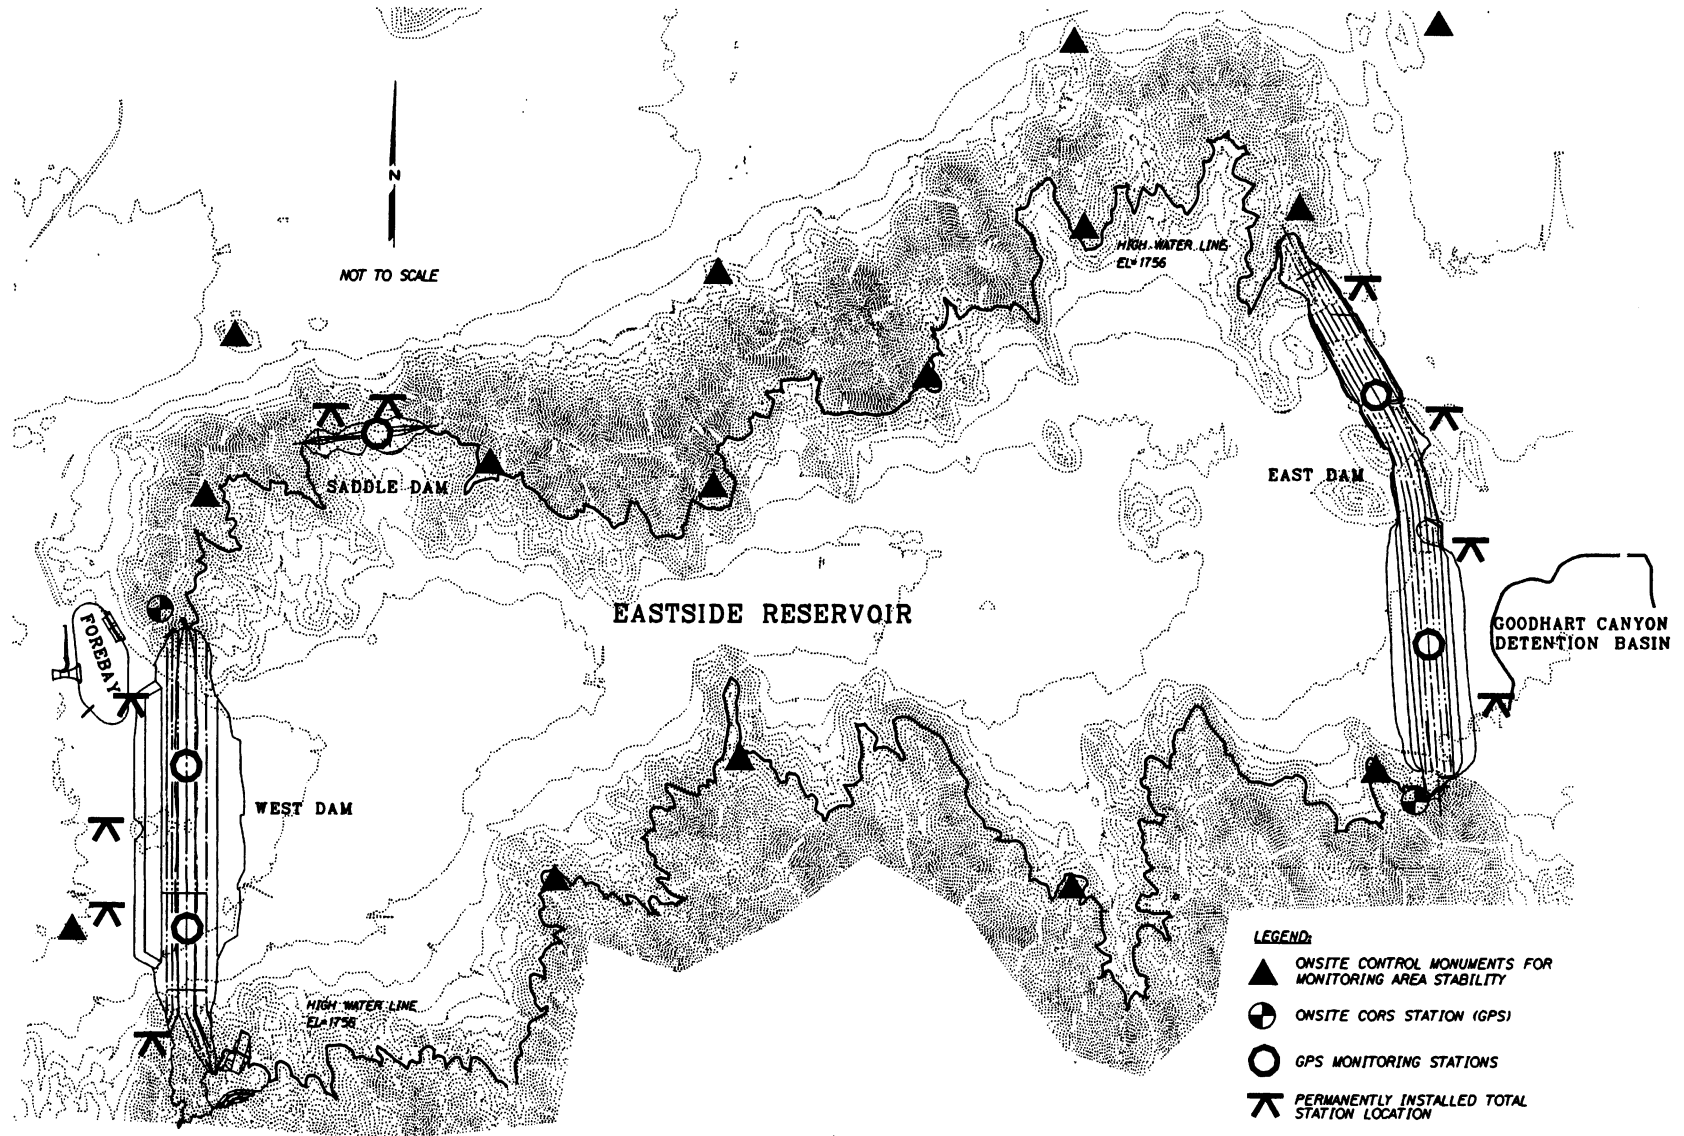 N
NOT TO SCALE
HIGH WATER LINE
EL=1756
SADDLE DAM
EAST DAM
EASTSIDE RESERVOIR
FOREBAY
GOODHART CANYON
DETENTION BASIN
WEST DAM
HIGH WATER LINE
EL=1756
LEGEND:
ONSITE CONTROL MONUMENTS FOR
MONITORING AREA STABILITY
ONSITE CORS STATION (GPS)
GPS MONITORING STATIONS
PERMANENTLY INSTALLED TOTAL
STATION LOCATION